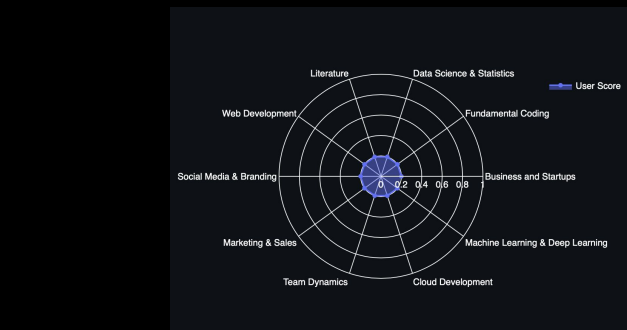 Literature
Data Science & Statistics
User Score
Web Development
Fundamental Coding
Social Media & Branding
Business and Startups
0 0.2 0.4 0.6 0.8 1
Marketing & Sales
Machine Learning & Deep Learning
Team Dynamics
Cloud Development